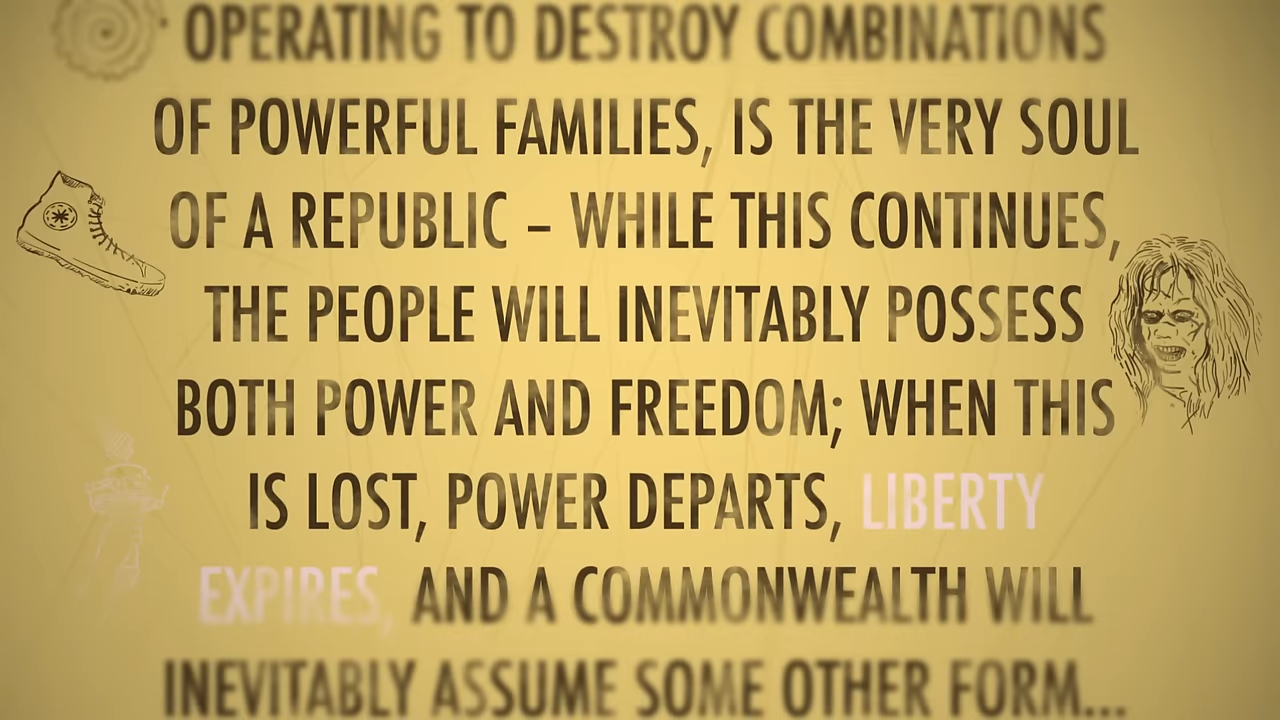 OPERATING TO DESTROY COMBINATIONS
OF POWERFUL FAMILIES, IS THE VERY SOUL
OF A REPUBLIC – WHILE THIS CONTINUES,
THE PEOPLE WILL INEVITABLY POSSESS
BOTH POWER AND FREEDOM; WHEN THIS
IS LOST, POWER DEPARTS, LIBERTY
EXPIRES, AND A COMMONWEALTH WILL
INEVITABLY ASSUME SOME OTHER FORM...